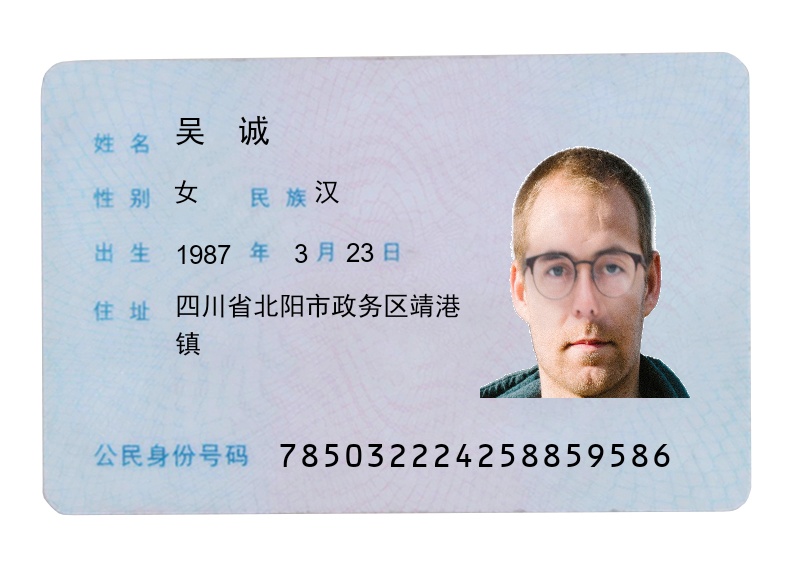 姓名 吴 诚
性别 女 民族 汉
出生 1987 年 3 月 23 日
住址 四川省北阳市政务区靖港
镇
公民身份号码 785032224258859586